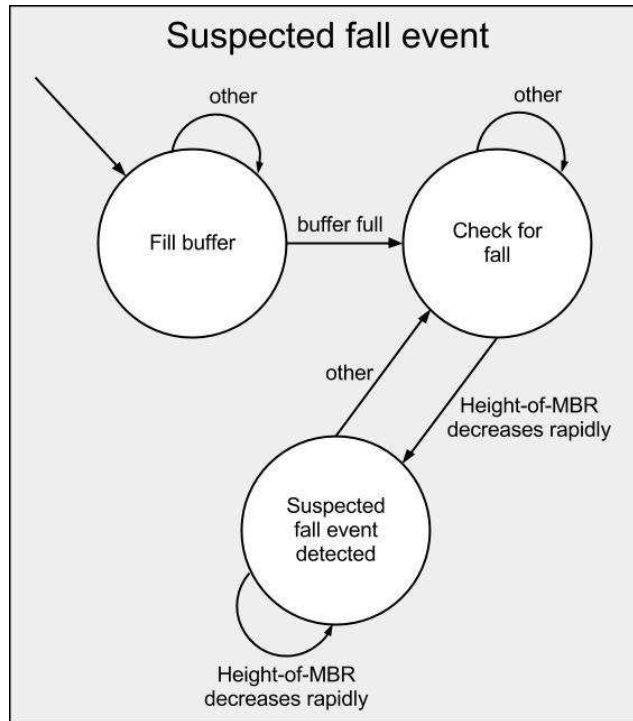 Suspected fall event
other
other
Fill buffer
buffer full
Check for
fall
other
Height-of-MBR
decreases rapidly
Suspected
fall event
detected
Height-of-MBR
decreases rapidly